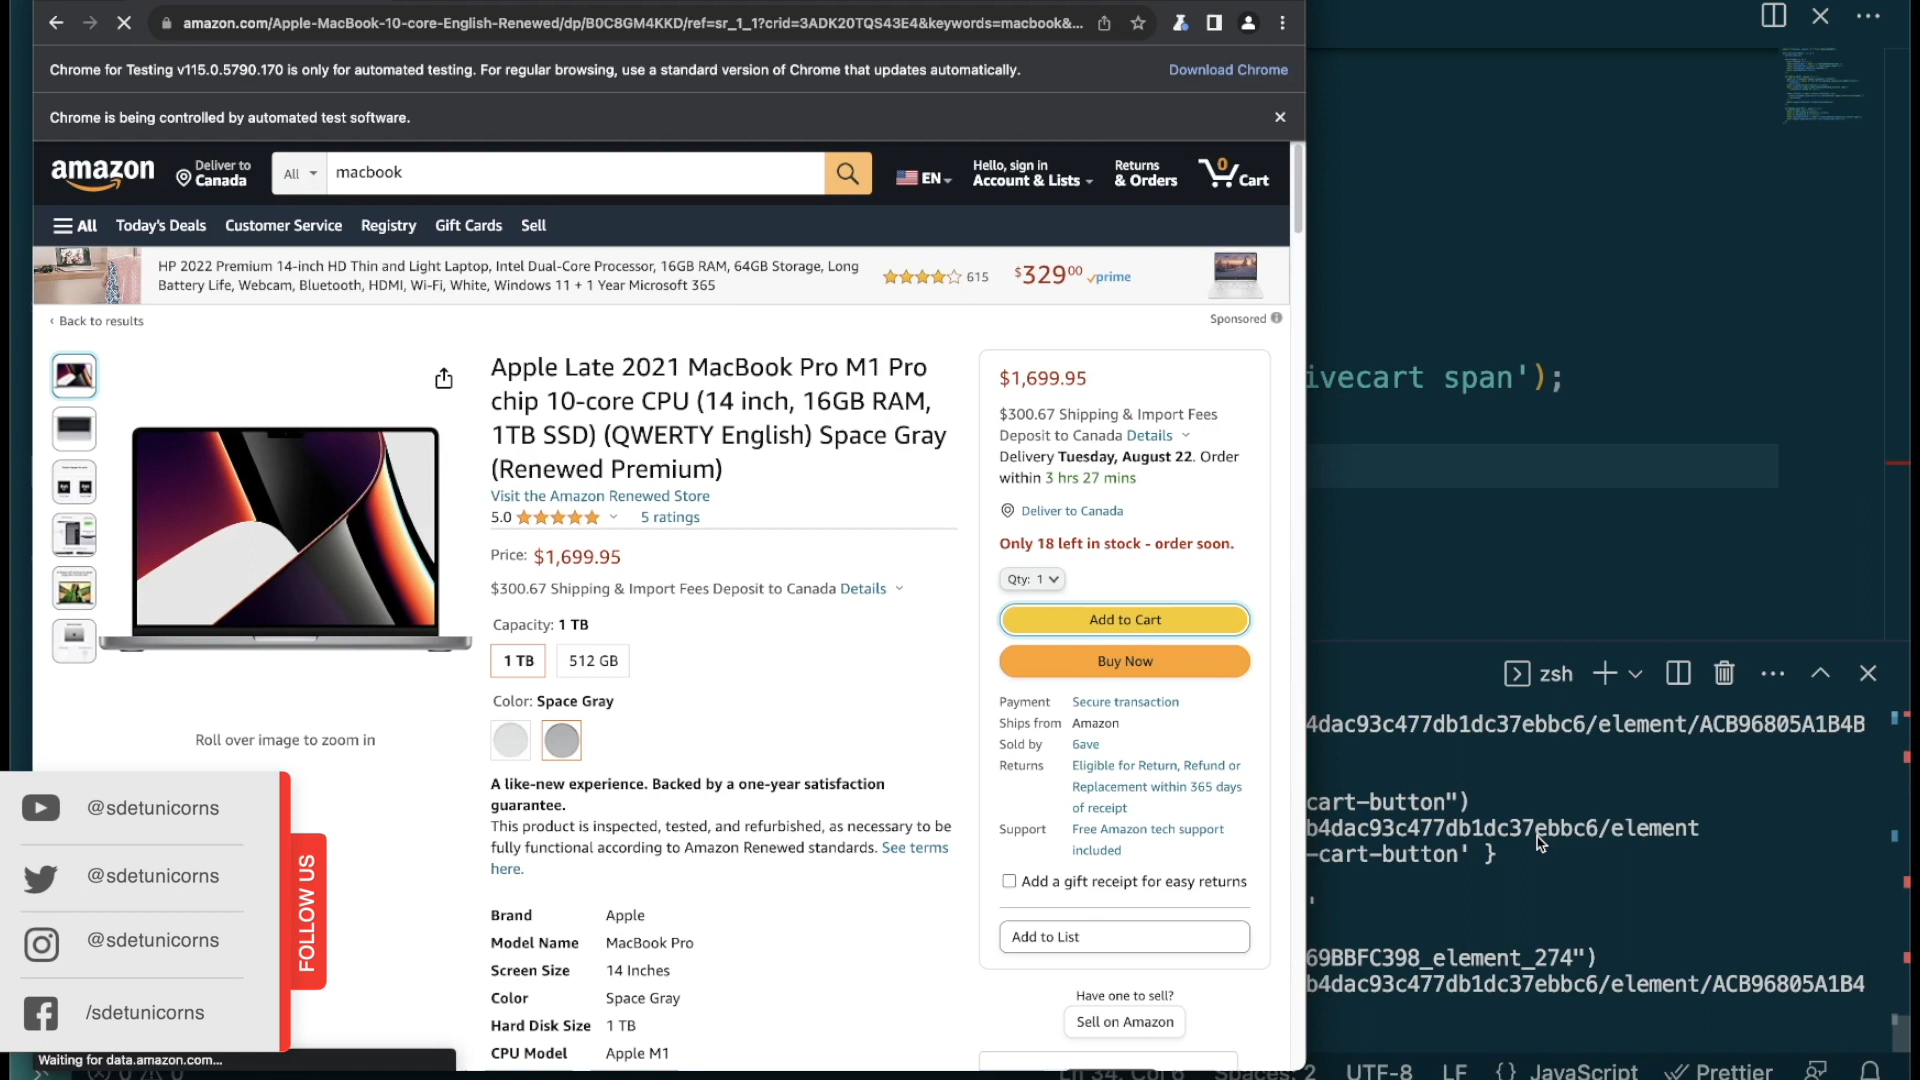 amazon.com/Apple-MacBook-10-core-English-Renewed/dp/B0C8GM4KKD/ref=sr_1_1?crid=3ADK20TQS43E4&keywords=macbook&...
Chrome for Testing v115.0.5790.170 is only for automated testing. For regular browsing, use a standard version of Chrome that updates automatically.
Download Chrome
Chrome is being controlled by automated test software.
amazon
Deliver to
Canada
All
macbook
EN
Hello, sign in
Account & Lists
Returns
& Orders
0
Cart
All
Today's Deals
Customer Service
Registry
Gift Cards
Sell
HP 2022 Premium 14-inch HD Thin and Light Laptop, Intel Dual-Core Processor, 16GB RAM, 64GB Storage, Long
Battery Life, Webcam, Bluetooth, HDMI, Wi-Fi, White, Windows 11 + 1 Year Microsoft 365
615
$32900
prime
‹ Back to results
Sponsored
Apple Late 2021 MacBook Pro M1 Pro
chip 10-core CPU (14 inch, 16GB RAM,
1TB SSD) (QWERTY English) Space Gray
(Renewed Premium)
Visit the Amazon Renewed Store
5.0
5 ratings
Price: $1,699.95
$300.67 Shipping & Import Fees Deposit to Canada Details
Capacity: 1 TB
1 TB
512 GB
Color: Space Gray
Roll over image to zoom in
A like-new experience. Backed by a one-year satisfaction
guarantee.
This product is inspected, tested, and refurbished, as necessary to be
fully functional according to Amazon Renewed standards. See terms
here.
Brand Apple
Model Name MacBook Pro
Screen Size 14 Inches
Color Space Gray
Hard Disk Size 1 TB
CPU Model Apple M1
$1,699.95
$300.67 Shipping & Import Fees
Deposit to Canada Details
Delivery Tuesday, August 22. Order
within 3 hrs 27 mins
Deliver to Canada
Only 18 left in stock - order soon.
Qty: 1
Add to Cart
Buy Now
Payment Secure transaction
Ships from Amazon
Sold by 6ave
Returns Eligible for Return, Refund or
Replacement within 365 days
of receipt
Support Free Amazon tech support
included
Add a gift receipt for easy returns
Add to List
Have one to sell?
Sell on Amazon
ivecart span');
zsh
4dac93c477db1dc37ebbc6/element/ACB96805A1B4B
cart-button")
b4dac93c477db1dc37ebbc6/element
-cart-button' }
'
69BBFC398_element_274")
b4dac93c477db1dc37ebbc6/element/ACB96805A1B4
@sdetunicorns
@sdetunicorns
@sdetunicorns
/sdetunicorns
FOLLOW US
Waiting for data.amazon.com...
Ln 34, Col 6
Spaces: 2
UTF-8
LF
{} JavaScript
Prettier